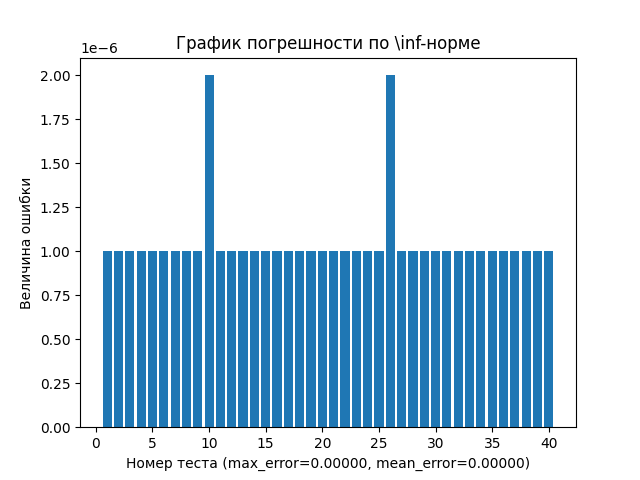 График погрешности по \inf-норме
1e−6
2.00
1.75
1.50
1.25
1.00
0.75
0.50
0.25
0.00
Величина ошибки
0 5 10 15 20 25 30 35 40
Номер теста (max_error=0.00000, mean_error=0.00000)